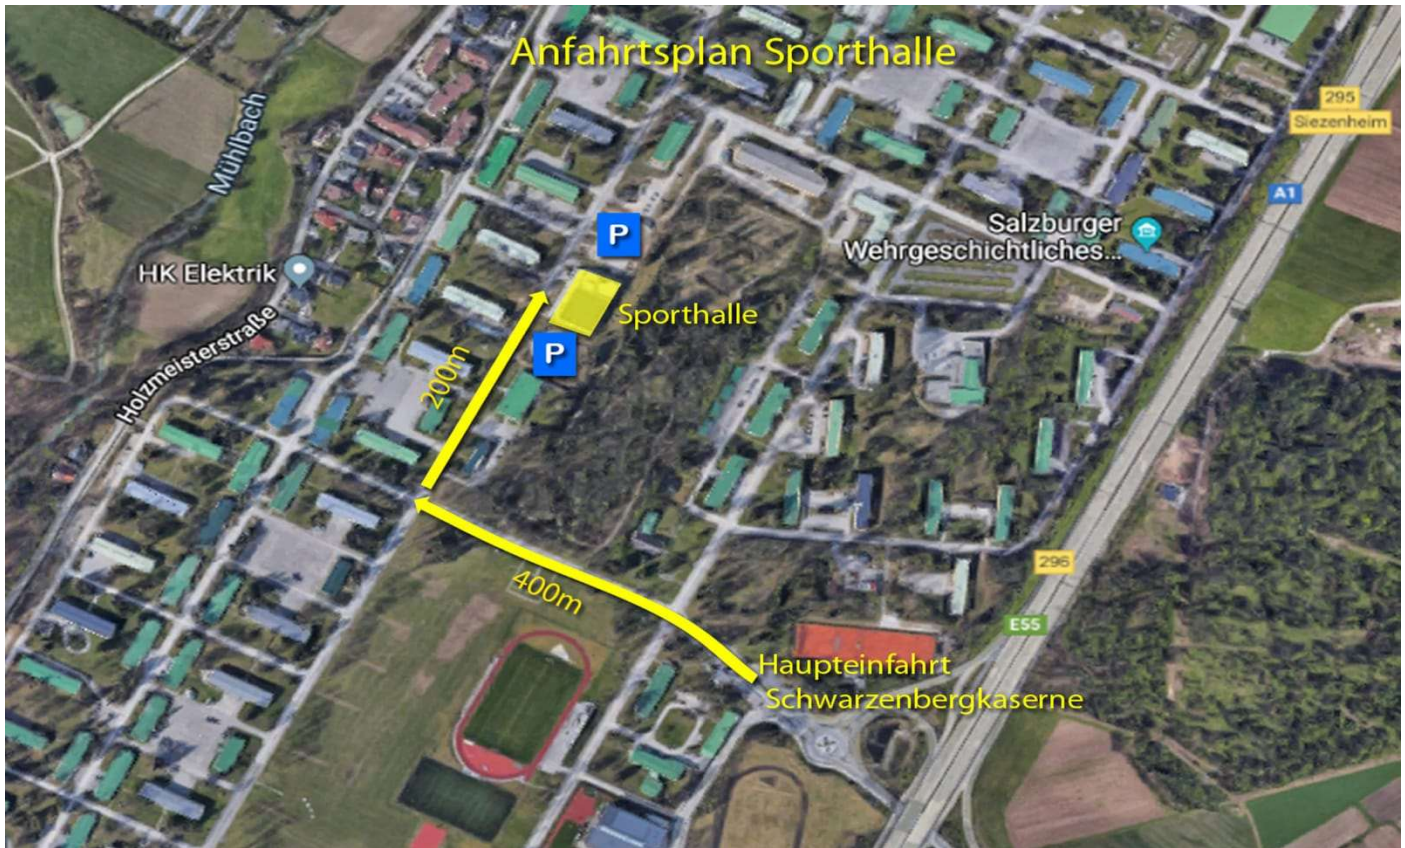 Anfahrtsplan Sporthalle
295
Siezenheim
Mühlbach
A1
P
Salzburger
Wehrgeschichtliches...
HK Elektrik
Sporthalle
Holzmeisterstraße
P
200m
296
400m
E55
Haupteinfahrt
Schwarzenbergkaserne